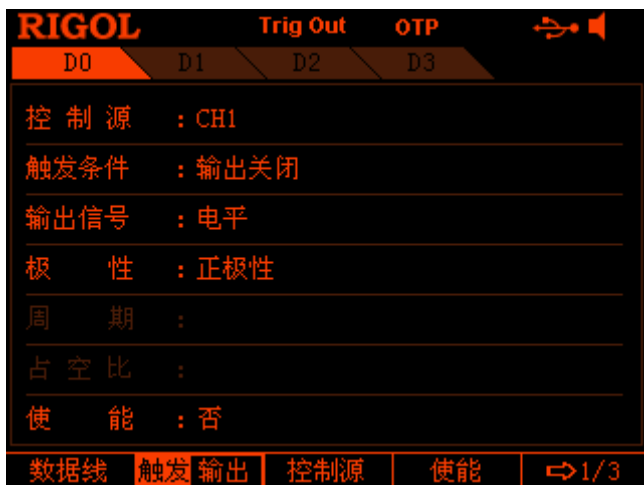 RIGOL Trig Out OTP
D0 D1 D2 D3
控制源 : CH1
触发条件 : 输出关闭
输出信号 : 电平
极性 : 正极性
周期 :
占空比 :
使能 : 否
数据线 触发输出 控制源 使能 ⇨1/3